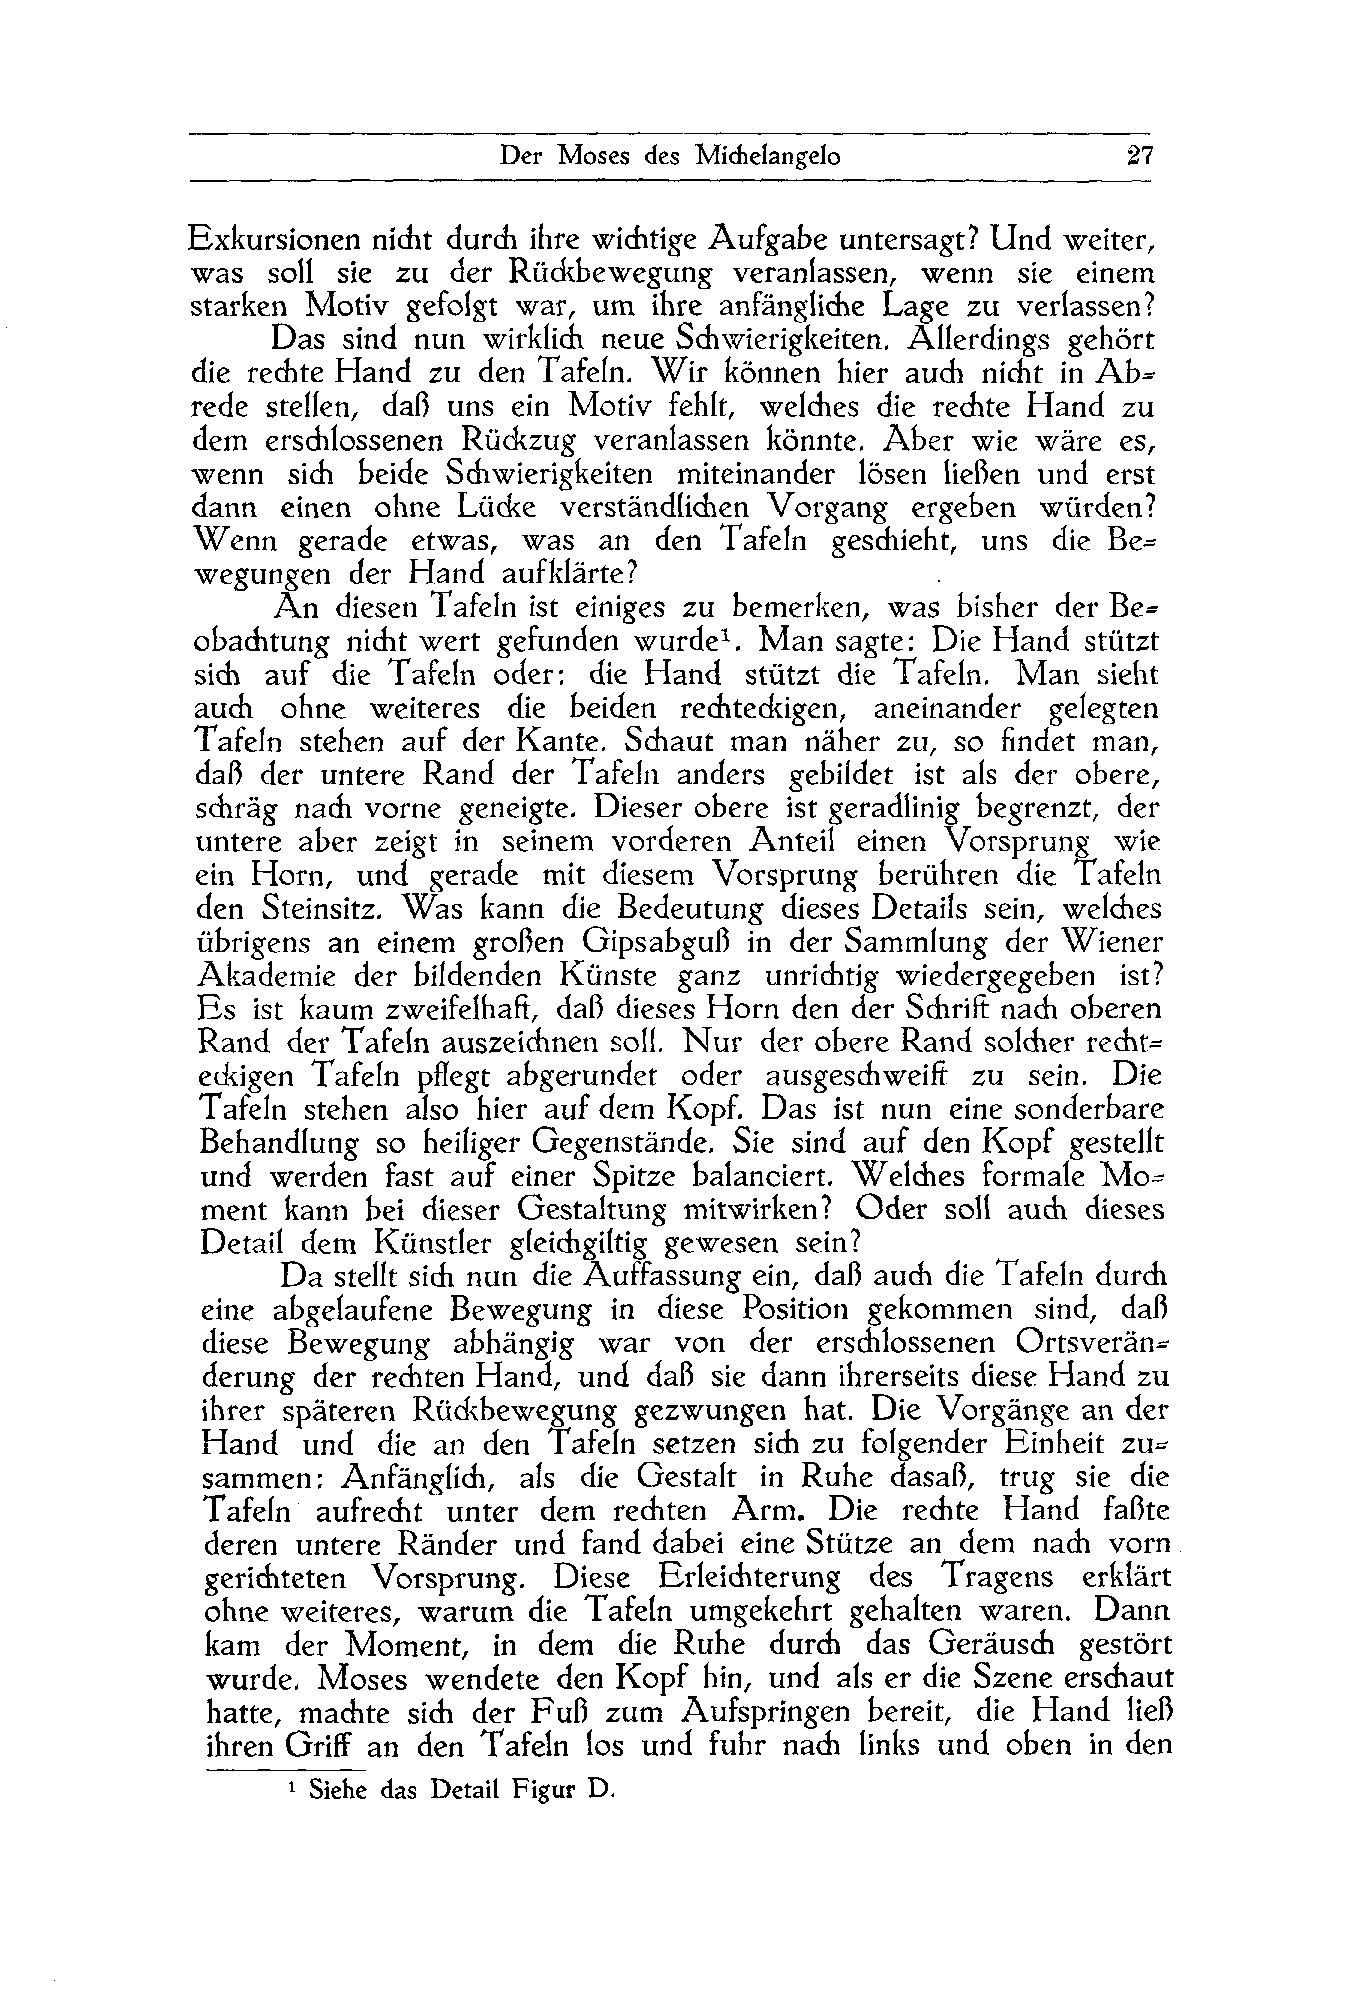 Der Moses des Michelangelo 27
Exkursionen nicht durch ihre wichtige Aufgabe untersagt? Und weiter,
was soll sie zu der Rückbewegung veranlassen, wenn sie einem
starken Motiv gefolgt war, um ihre anfängliche Lage zu verlassen?
Das sind nun wirklich neue Schwierigkeiten. Allerdings gehört
die rechte Hand zu den Tafeln. Wir können hier auch nicht in Ab-
rede stellen, daß uns ein Motiv fehlt, welches die rechte Hand zu
dem erschlossenen Rückzug veranlassen könnte. Aber wie wäre es,
wenn sich beide Schwierigkeiten miteinander lösen ließen und erst
dann einen ohne Lücke verständlichen Vorgang ergeben würden?
Wenn gerade etwas, was an den Tafeln geschieht, uns die Be-
wegungen der Hand aufklärte?
An diesen Tafeln ist einiges zu bemerken, was bisher der Be-
obachtung nicht wert gefunden wurde¹. Man sagte: Die Hand stützt
sich auf die Tafeln oder: die Hand stützt die Tafeln. Man sieht
auch ohne weiteres die beiden rechteckigen, aneinander gelegten
Tafeln stehen auf der Kante. Schaut man näher zu, so findet man,
daß der untere Rand der Tafeln anders gebildet ist als der obere,
schräg nach vorne geneigte. Dieser obere ist geradlinig begrenzt, der
untere aber zeigt in seinem vorderen Anteil einen Vorsprung wie
ein Horn, und gerade mit diesem Vorsprung berühren die Tafeln
den Steinsitz. Was kann die Bedeutung dieses Details sein, welches
übrigens an einem großen Gipsabguß in der Sammlung der Wiener
Akademie der bildenden Künste ganz unrichtig wiedergegeben ist?
Es ist kaum zweifelhaft, daß dieses Horn den der Schrift nach oberen
Rand der Tafeln auszeichnen soll. Nur der obere Rand solcher recht-
eckigen Tafeln pflegt abgerundet oder ausgeschweift zu sein. Die
Tafeln stehen also hier auf dem Kopf. Das ist nun eine sonderbare
Behandlung so heiliger Gegenstände. Sie sind auf den Kopf gestellt
und werden fast auf einer Spitze balanciert. Welches formale Mo-
ment kann bei dieser Gestaltung mitwirken? Oder soll auch dieses
Detail dem Künstler gleichgiltig gewesen sein?
Da stellt sich nun die Auffassung ein, daß auch die Tafeln durch
eine abgelaufene Bewegung in diese Position gekommen sind, daß
diese Bewegung abhängig war von der erschlossenen Ortsverän-
derung der rechten Hand, und daß sie dann ihrerseits diese Hand zu
ihrer späteren Rückbewegung gezwungen hat. Die Vorgänge an der
Hand und die an den Tafeln setzen sich zu folgender Einheit zu-
sammen: Anfänglich, als die Gestalt in Ruhe dasaß, trug sie die
Tafeln aufrecht unter dem rechten Arm. Die rechte Hand faßte
deren untere Ränder und fand dabei eine Stütze an dem nach vorn
gerichteten Vorsprung. Diese Erleichterung des Tragens erklärt
ohne weiteres, warum die Tafeln umgekehrt gehalten waren. Dann
kam der Moment, in dem die Ruhe durch das Geräusch gestört
wurde. Moses wendete den Kopf hin, und als er die Szene erschaut
hatte, machte sich der Fuß zum Aufspringen bereit, die Hand ließ
ihren Griff an den Tafeln los und fuhr nach links und oben in den
¹ Siehe das Detail Figur D.